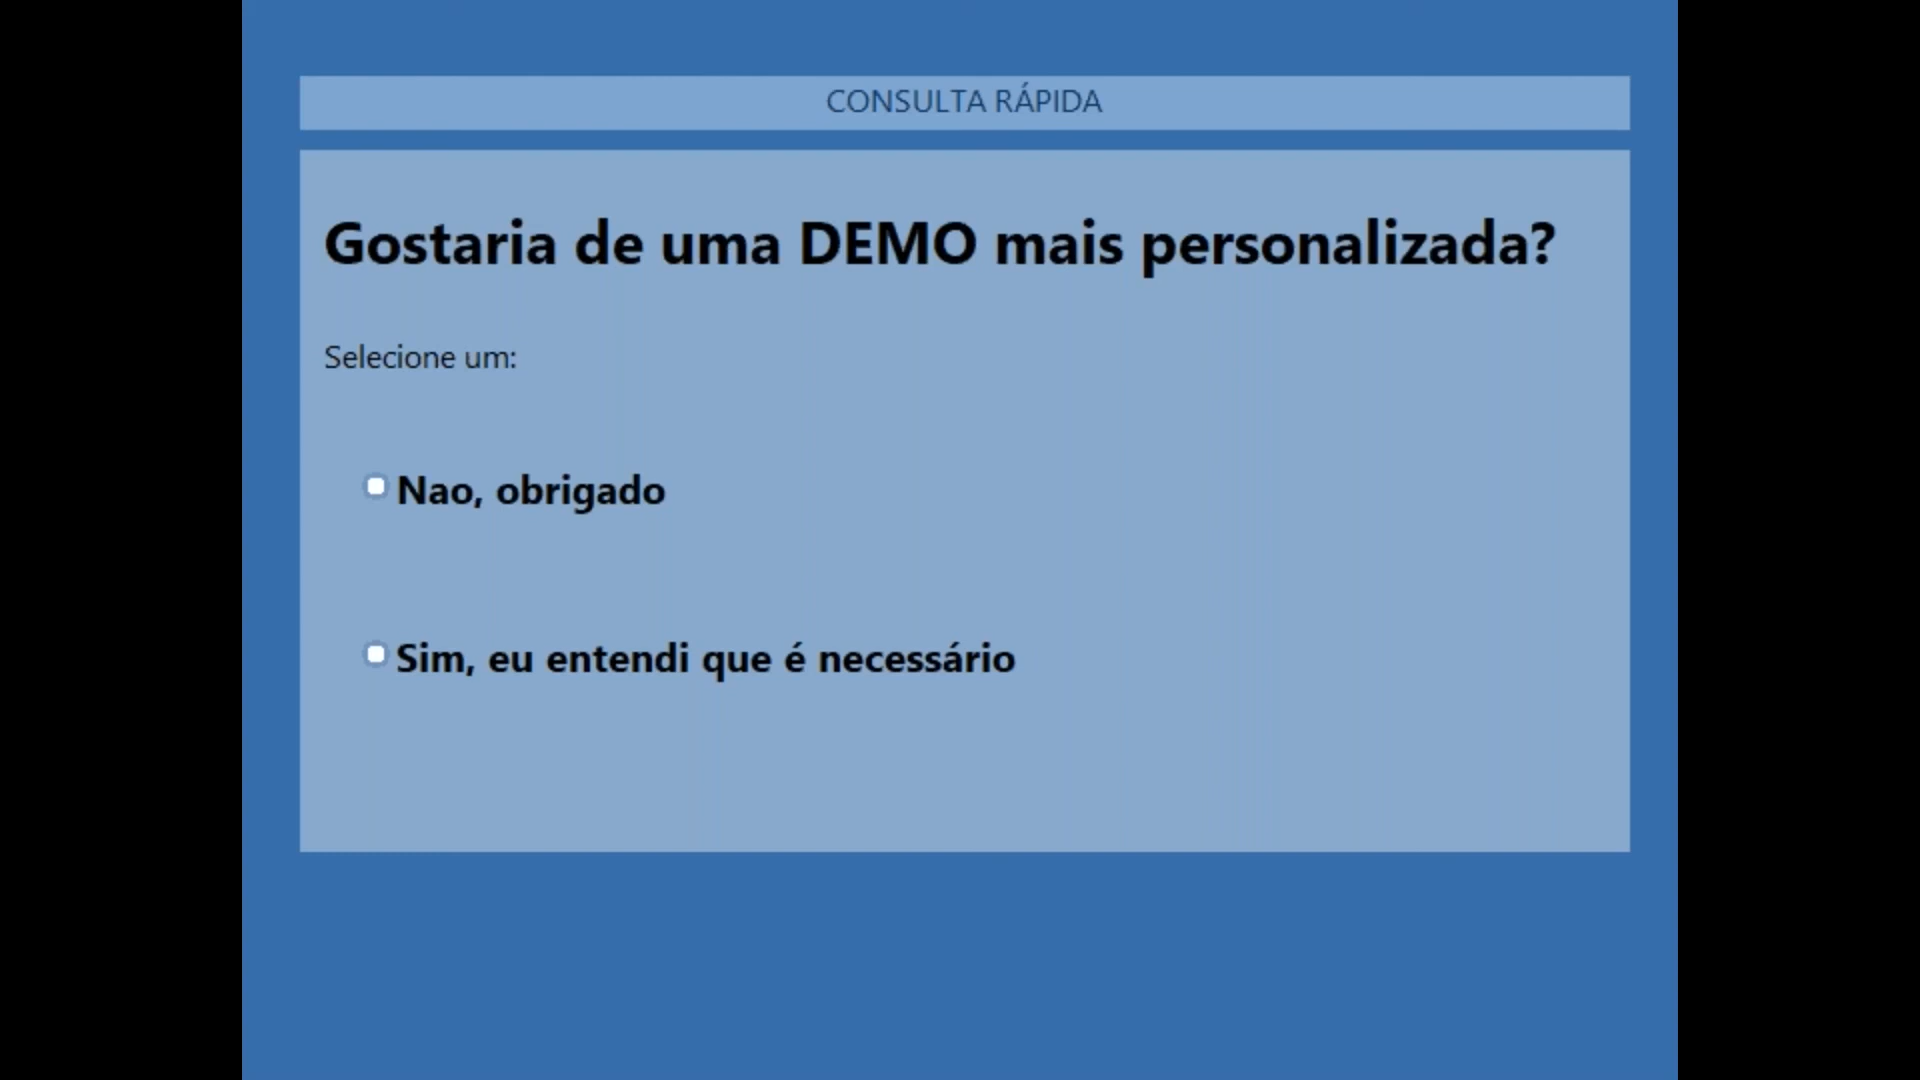 CONSULTA RÁPIDA
Gostaria de uma DEMO mais personalizada?
Selecione um:
Nao, obrigado
Sim, eu entendi que é necessário